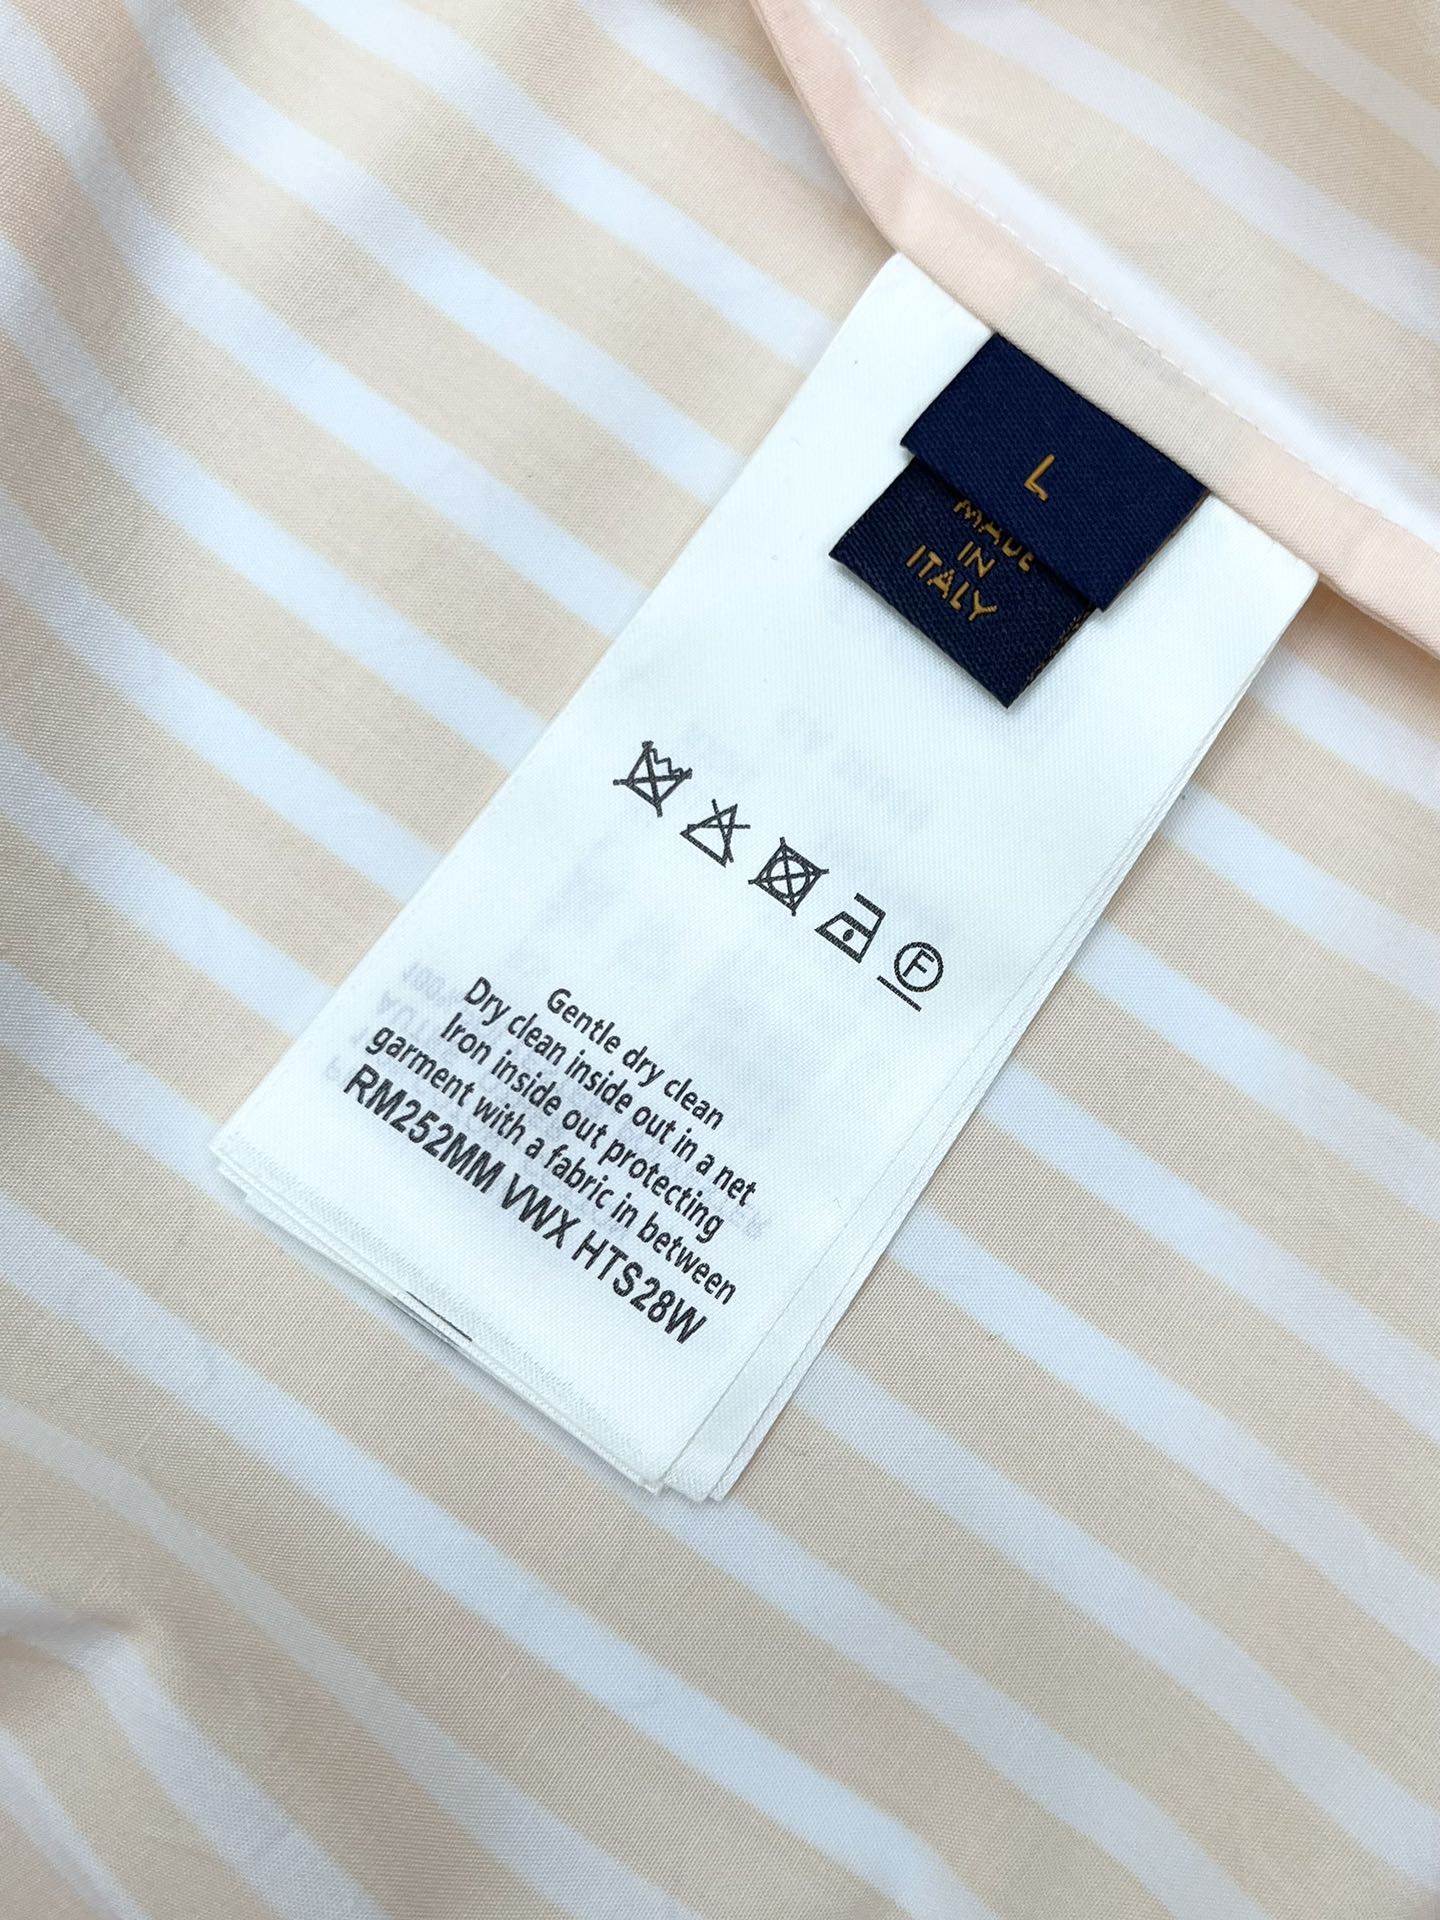 L
MADE
IN
ITALY
F
Gentle dry clean
Dry clean inside out in a net
Iron inside out protecting
garment with a fabric in between
RM252MM VWX HTS28W